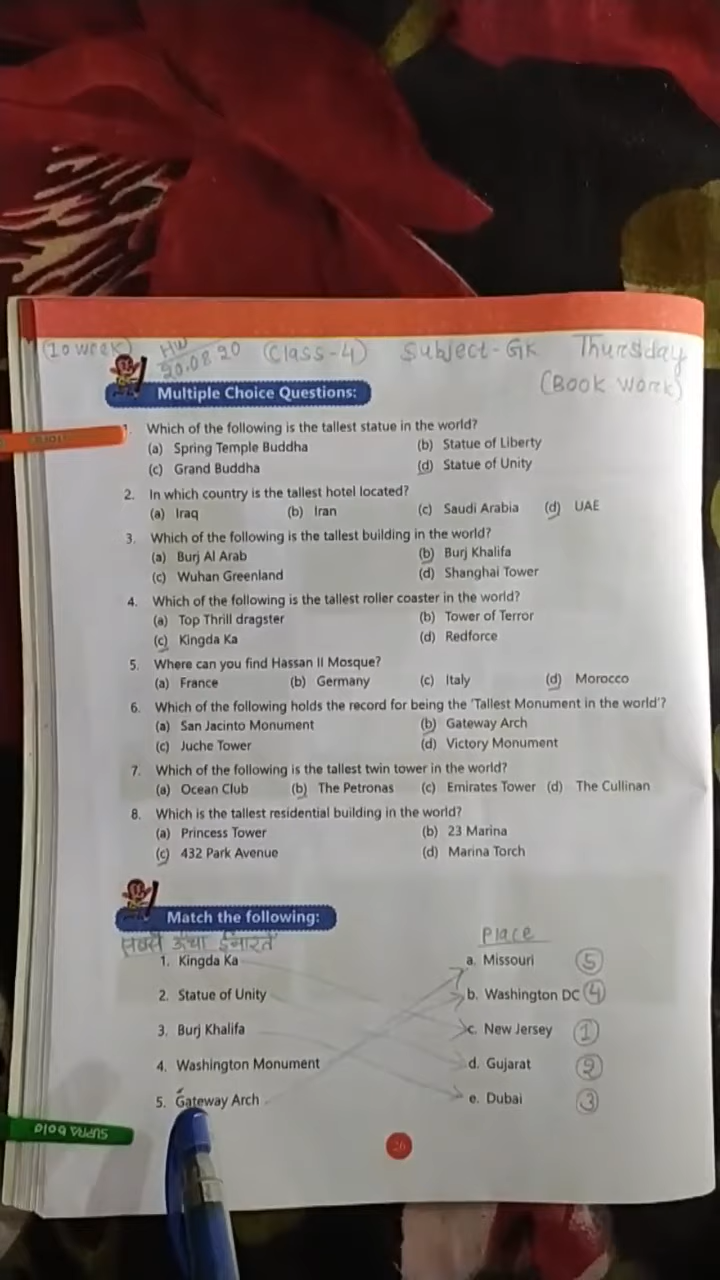 (10 week) HW 20.08.20 (Class-4) Subject-GK Thursday
(Book Work)
Multiple Choice Questions:
1. Which of the following is the tallest statue in the world?
(a) Spring Temple Buddha (b) Statue of Liberty
(c) Grand Buddha (d) Statue of Unity
2. In which country is the tallest hotel located?
(a) Iraq (b) Iran (c) Saudi Arabia (d) UAE
3. Which of the following is the tallest building in the world?
(a) Burj Al Arab (b) Burj Khalifa
(c) Wuhan Greenland (d) Shanghai Tower
4. Which of the following is the tallest roller coaster in the world?
(a) Top Thrill dragster (b) Tower of Terror
(c) Kingda Ka (d) Redforce
5. Where can you find Hassan II Mosque?
(a) France (b) Germany (c) Italy (d) Morocco
6. Which of the following holds the record for being the 'Tallest Monument in the world'?
(a) San Jacinto Monument (b) Gateway Arch
(c) Juche Tower (d) Victory Monument
7. Which of the following is the tallest twin tower in the world?
(a) Ocean Club (b) The Petronas (c) Emirates Tower (d) The Cullinan
8. Which is the tallest residential building in the world?
(a) Princess Tower (b) 23 Marina
(c) 432 Park Avenue (d) Marina Torch
Match the following:
सबसे ऊंचा ईमारतें Place
1. Kingda Ka a. Missouri 5
2. Statue of Unity b. Washington DC 4
3. Burj Khalifa c. New Jersey 1
4. Washington Monument d. Gujarat 2
5. Gateway Arch e. Dubai 3
SUPRA BOLD
26